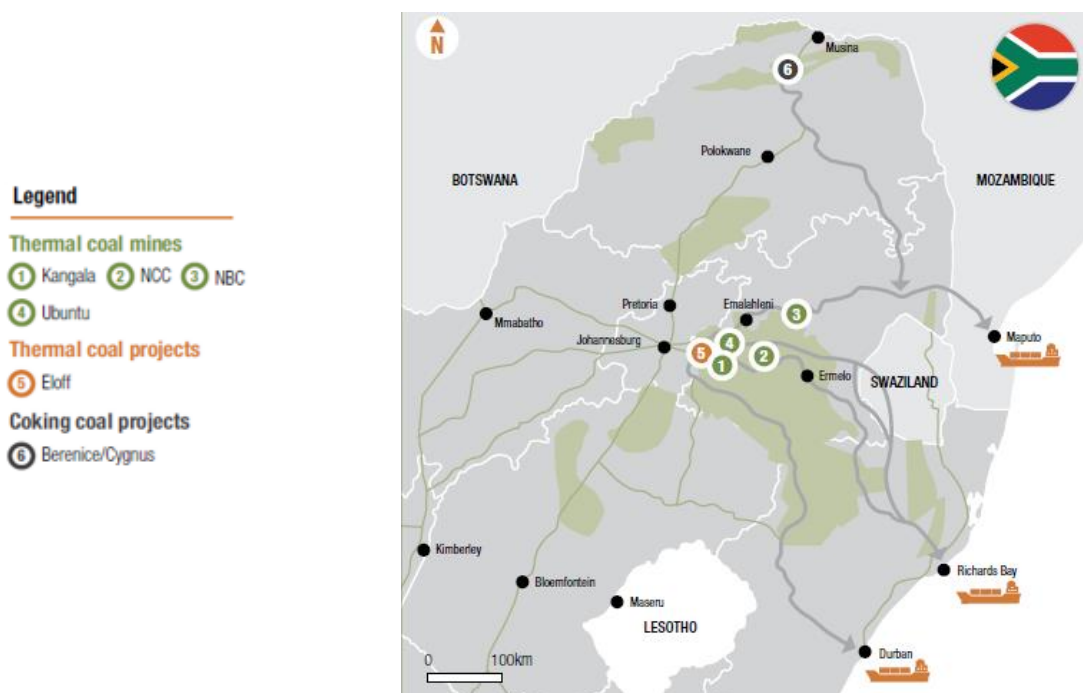 Legend
Thermal coal mines
1 Kangala 2 NCC 3 NBC
4 Ubuntu
Thermal coal projects
5 Eloff
Coking coal projects
6 Berenice/Cygnus
N
Musina
6
Polokwane
BOTSWANA
MOZAMBIQUE
Pretoria
Emalahleni
3
Mmabatho
Johannesburg
4
Maputo
5
2
1
Ermelo
SWAZILAND
Kimberley
Bloemfontein
Richards Bay
Maseru
LESOTHO
Durban
0 100km